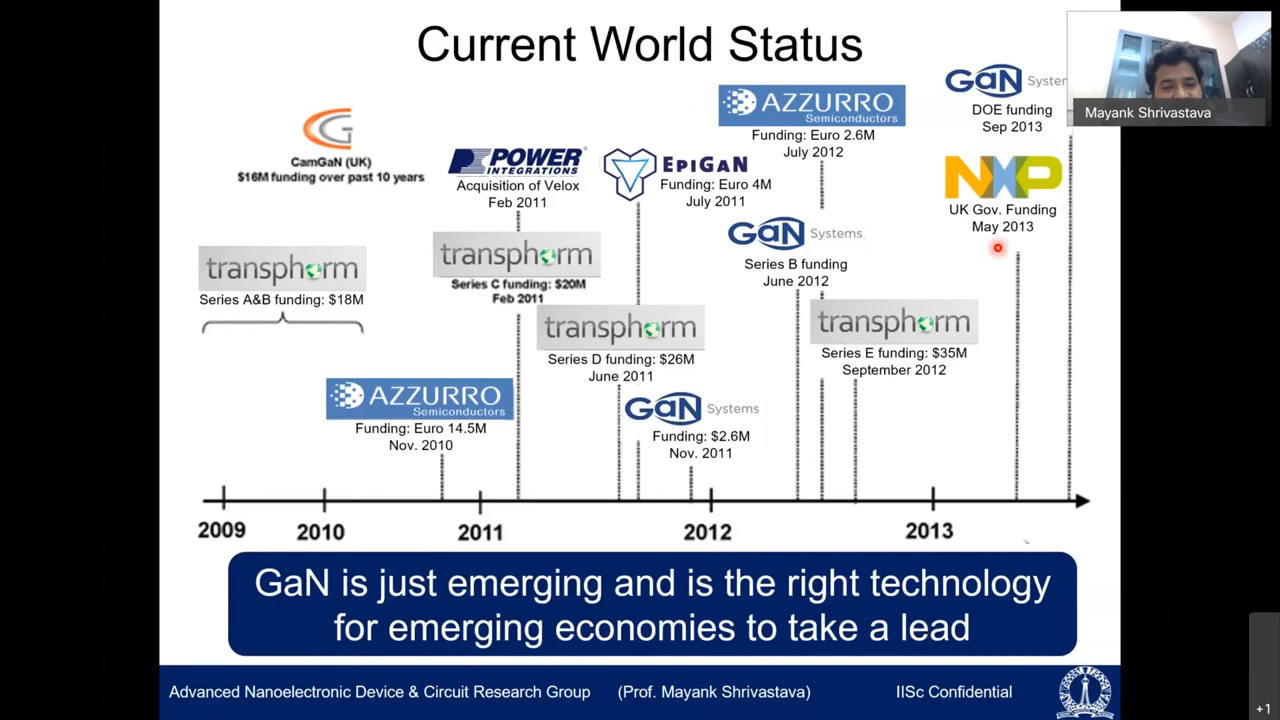 Current World Status
CamGaN (UK)
$16M funding over past 10 years
POWER
INTEGRATIONS
Acquisition of Velox
Feb 2011
EPIGAN
Funding: Euro 4M
July 2011
AZZURRO
Semiconductors
Funding: Euro 2.6M
July 2012
GaN Systems
DOE funding
Sep 2013
Mayank Shrivastava
NXP
UK Gov. Funding
May 2013
transphorm
Series A&B funding: $18M
transphorm
Series C funding: $20M
Feb 2011
GaN Systems
Series B funding
June 2012
transphorm
Series D funding: $26M
June 2011
transphorm
Series E funding: $35M
September 2012
AZZURRO
Semiconductors
Funding: Euro 14.5M
Nov. 2010
GaN Systems
Funding: $2.6M
Nov. 2011
2009 2010 2011 2012 2013
GaN is just emerging and is the right technology
for emerging economies to take a lead
Advanced Nanoelectronic Device & Circuit Research Group (Prof. Mayank Shrivastava) IISc Confidential
+1